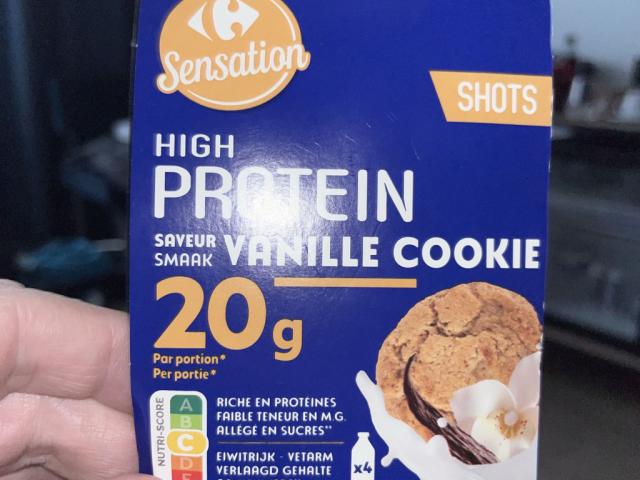 Sensation
SHOTS
HIGH
PROTEIN
SAVEUR
SMAAK
VANILLE COOKIE
20g
Par portion*
Per portie*
NUTRI-SCORE
A
B
C
D
E
RICHE EN PROTÉINES
FAIBLE TENEUR EN M.G.
ALLÉGÉ EN SUCRES**
EIWITRIJK - VETARM
VERLAAGD GEHALTE
x4